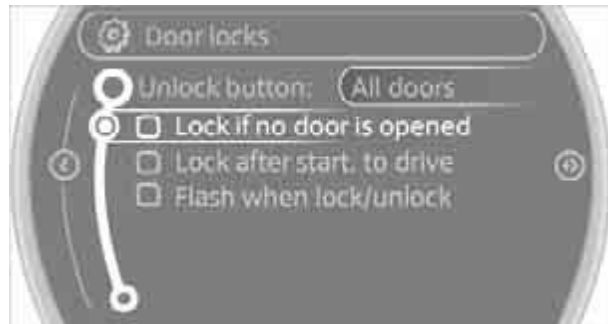 Door locks
Unlock button: All doors
Lock if no door is opened
Lock after start. to drive
Flash when lock/unlock